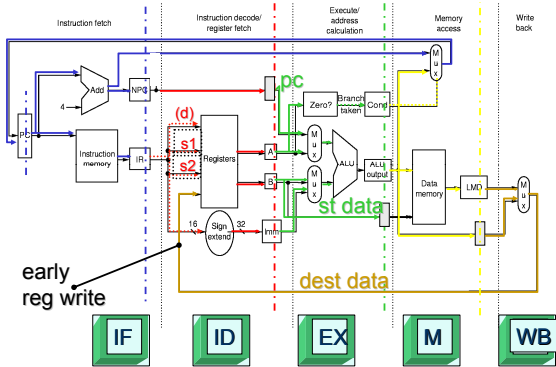 Instruction fetch
Instruction decode/
register fetch
Execute/
address
calculation
Memory
access
Write
back
M
u
x
Add
NPC
pc
4
Zero?
Branch
taken
Cond
(d)
PC
s1
M
u
x
Instruction
memory
IR
Registers
A
ALU
ALU
output
s2
B
M
u
x
Data
memory
LMD
M
u
x
st data
16
Sign
extend
32
Imm
early
reg write
dest data
IF
ID
EX
M
WB